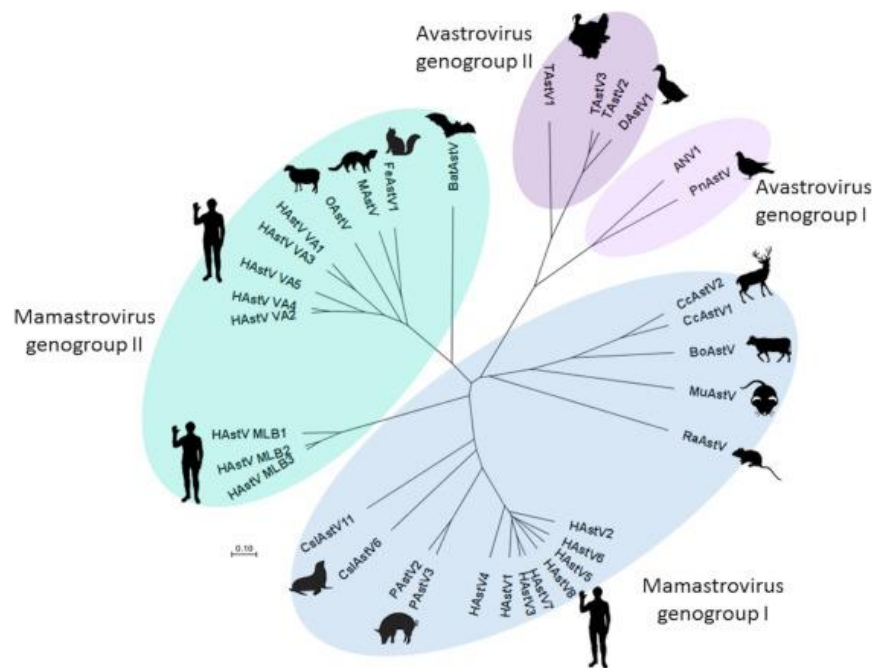 Avastrovirus
genogroup II
TAstV1
TAstV3
TAstV2
DAstV1
ANV1
PnAstV
Avastrovirus
genogroup I
BatAstV
FeAstV1
MAstV
OAstV
HAstV VA1
HAstV VA3
HAstV VA5
HAstV VA4
HAstV VA2
Mamastrovirus
genogroup II
HAstV MLB1
HAstV MLB2
HAstV MLB3
CcAstV2
CcAstV1
BoAstV
MuAstV
RaAstV
CslAstV11
CslAstV6
PAstV2
PAstV3
HAstV4
HAstV1
HAstV3
HAstV7
HAstV8
HAstV5
HAstV6
HAstV2
0.10
Mamastrovirus
genogroup I